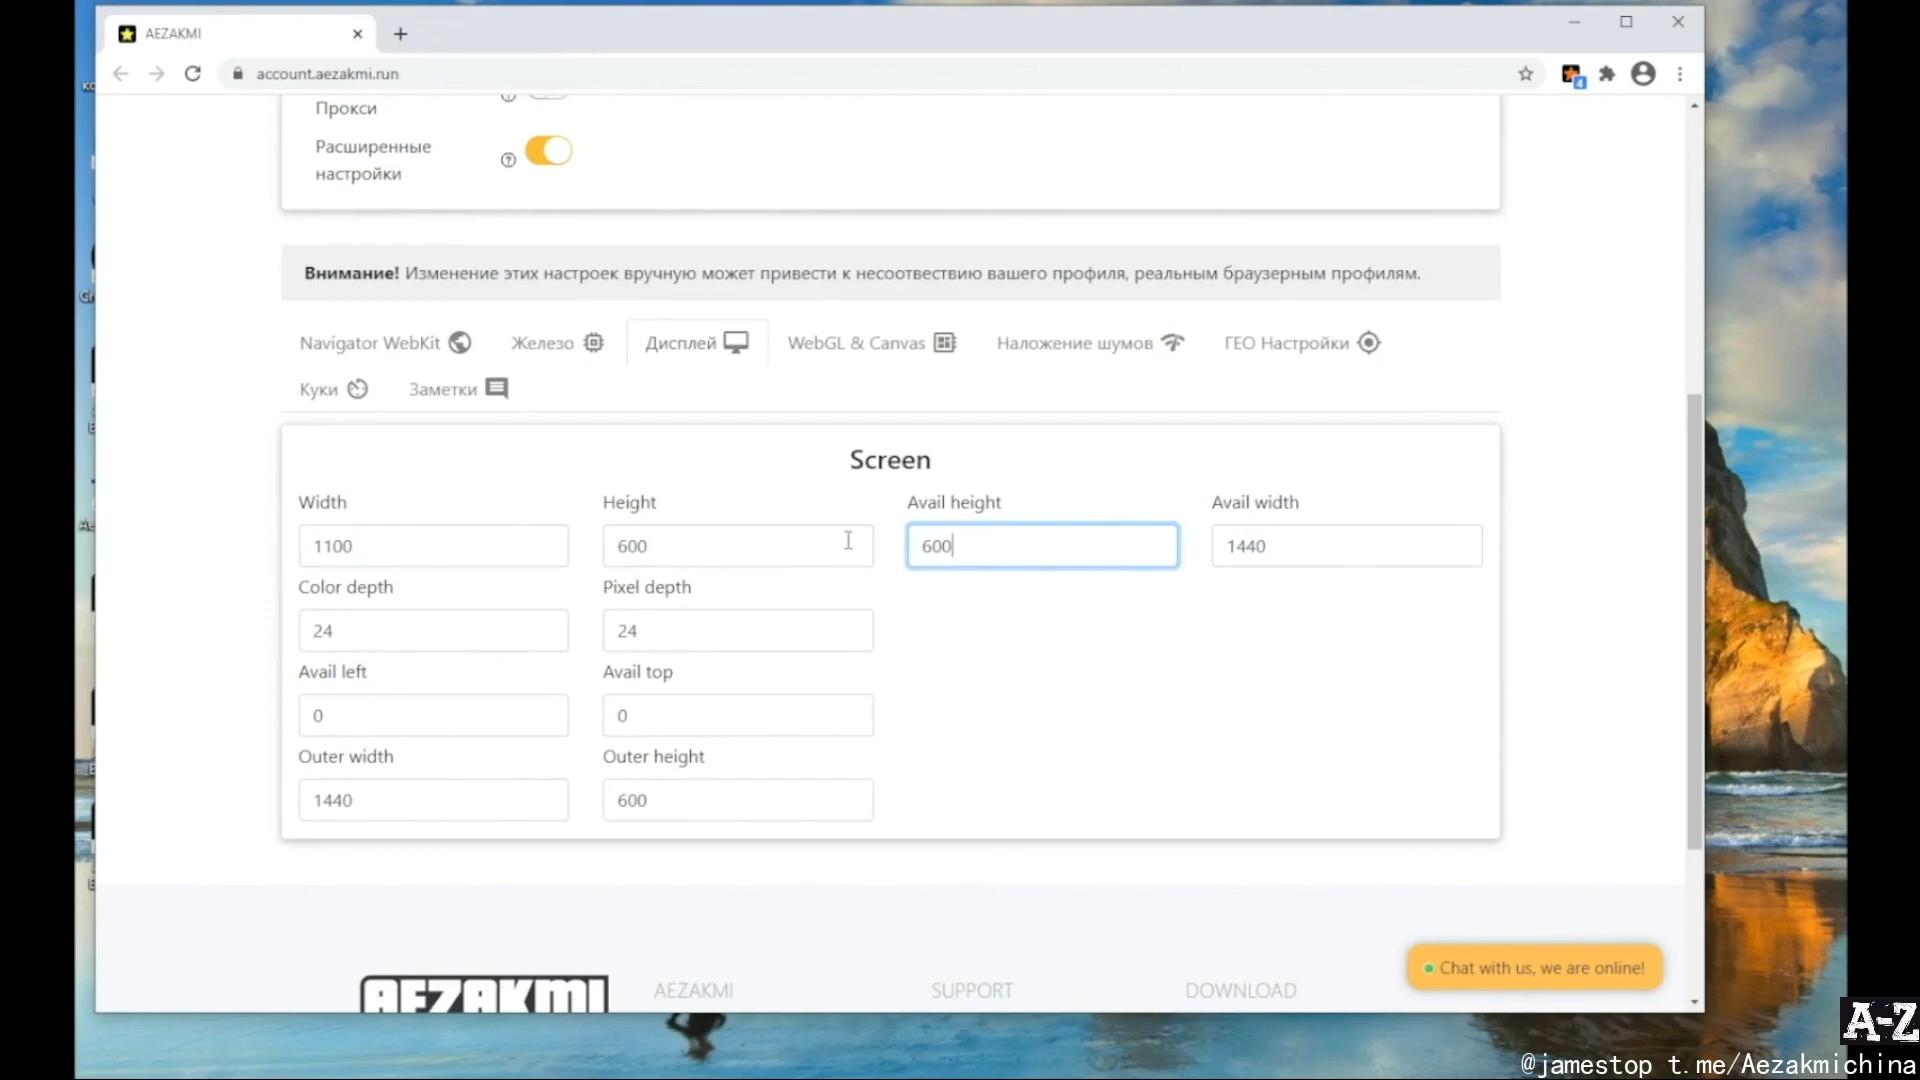 AEZAKMI
account.aezakmi.run
4
Прокси
Расширенные
настройки
Внимание! Изменение этих настроек вручную может привести к несоотвествию вашего профиля, реальным браузерным профилям.
Navigator WebKit
Железо
Дисплей
WebGL & Canvas
Наложение шумов
ГЕО Настройки
Куки
Заметки
Screen
Width
Height
Avail height
Avail width
1100
600
600
1440
Color depth
Pixel depth
24
24
Avail left
Avail top
0
0
Outer width
Outer height
1440
600
Chat with us, we are online!
AEZAKMI
AEZAKMI
SUPPORT
DOWNLOAD
A-Z
@jamestop t.me/Aezakmichina